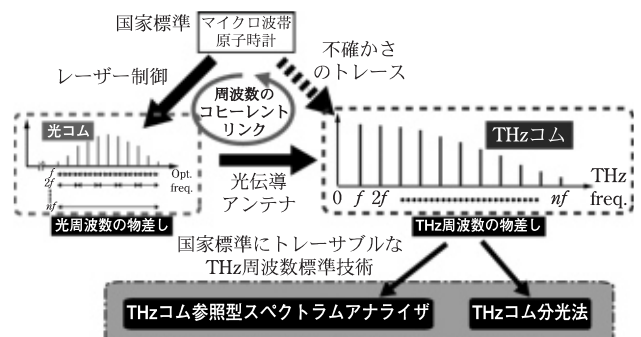 国家標準
マイクロ波帯
原子時計
不確かさ
のトレース
レーザー制御
周波数の
コヒーレント
リンク
光コム
Opt.
freq.
f
2f
nf
光周波数の物差し
光伝導
アンテナ
THzコム
THz
freq.
0 f 2f nf
THz周波数の物差し
国家標準にトレーサブルな
THz周波数標準技術
THzコム参照型スペクトラムアナライザ
THzコム分光法